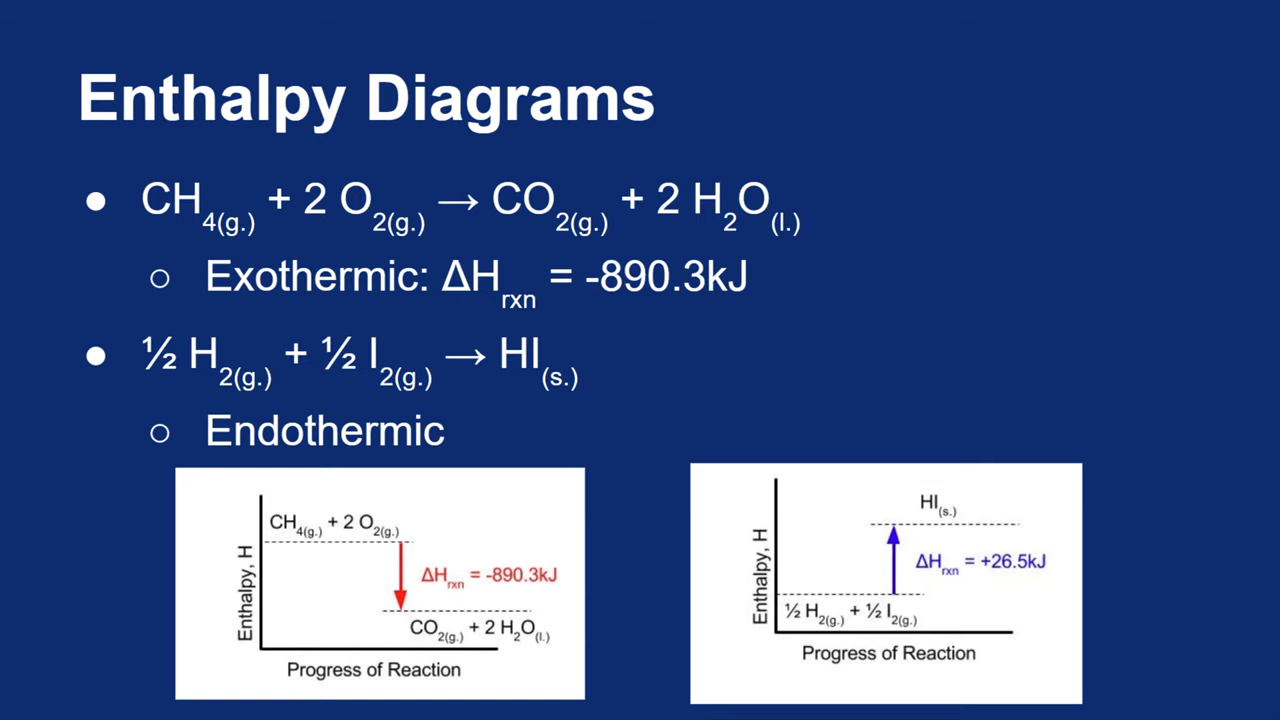 Enthalpy Diagrams
● CH₄(g.) + 2 O₂(g.) → CO₂(g.) + 2 H₂O(l.)
○ Exothermic: ΔHrxn = -890.3kJ
● ½ H₂(g.) + ½ I₂(g.) → HI(s.)
○ Endothermic
CH₄(g.) + 2 O₂(g.)
ΔHrxn = -890.3kJ
CO₂(g.) + 2 H₂O(l.)
Enthalpy, H
Progress of Reaction
HI(s.)
ΔHrxn = +26.5kJ
½ H₂(g.) + ½ I₂(g.)
Enthalpy, H
Progress of Reaction